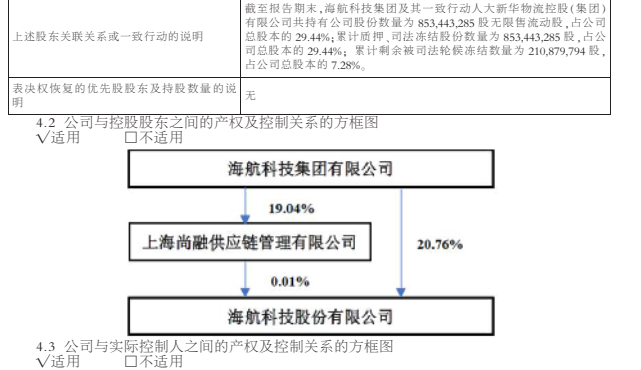 截至报告期末,海航科技集团及其一致行动人大新华物流控股(集团)
有限公司共持有公司股份数量为 853,443,285 股无限售流动股,占公司
上述股东关联关系或一致行动的说明
总股本的 29.44%;累计质押、司法冻结股份数量为 853,443,285 股,占公
司总股本的 29.44%；累计剩余被司法轮候冻结数量为 210,879,794 股,
占公司总股本的 7.28%。
表决权恢复的优先股股东及持股数量的说
明
无
4.2 公司与控股股东之间的产权及控制关系的方框图
√适用 □不适用
海航科技集团有限公司
19.04%
上海尚融供应链管理有限公司
20.76%
0.01%
海航科技股份有限公司
4.3 公司与实际控制人之间的产权及控制关系的方框图
√适用 □不适用